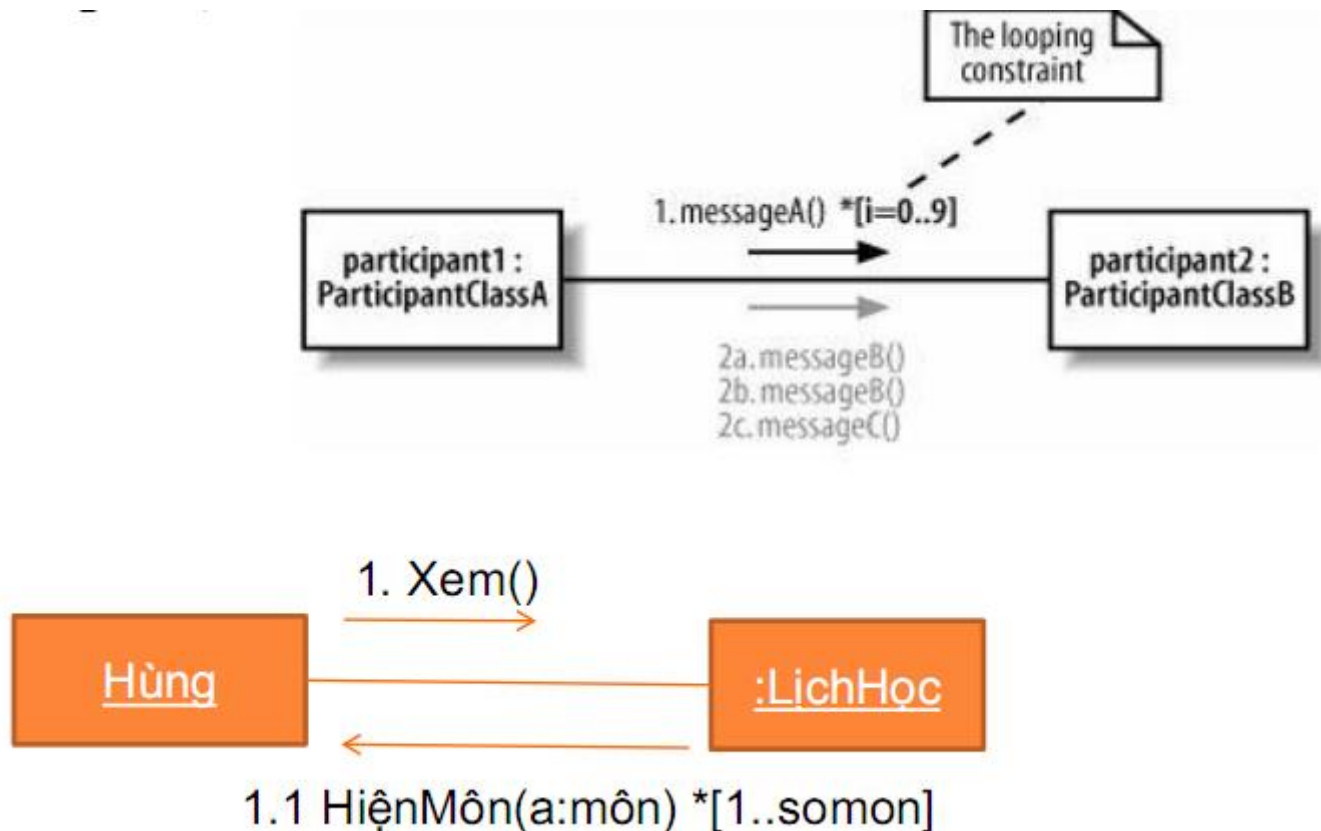 The looping
constraint
1. messageA() *[i=0..9]
participant1 :
ParticipantClassA
participant2 :
ParticipantClassB
2a. messageB()
2b. messageB()
2c. messageC()
1. Xem()
Hùng
:LịchHọc
1.1 HiệnMôn(a:môn) *[1..somon]